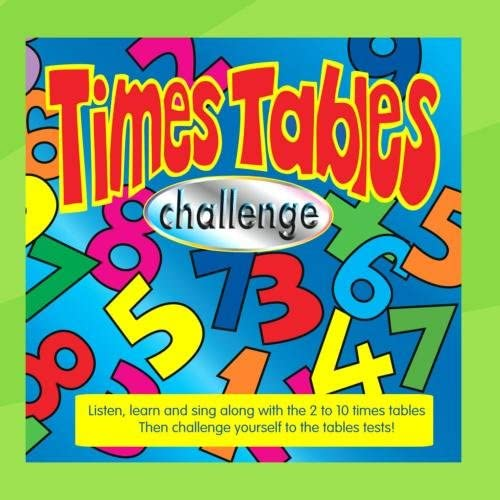 Times Tables
challenge
Listen, learn and sing along with the 2 to 10 times tables
Then challenge yourself to the tables tests!